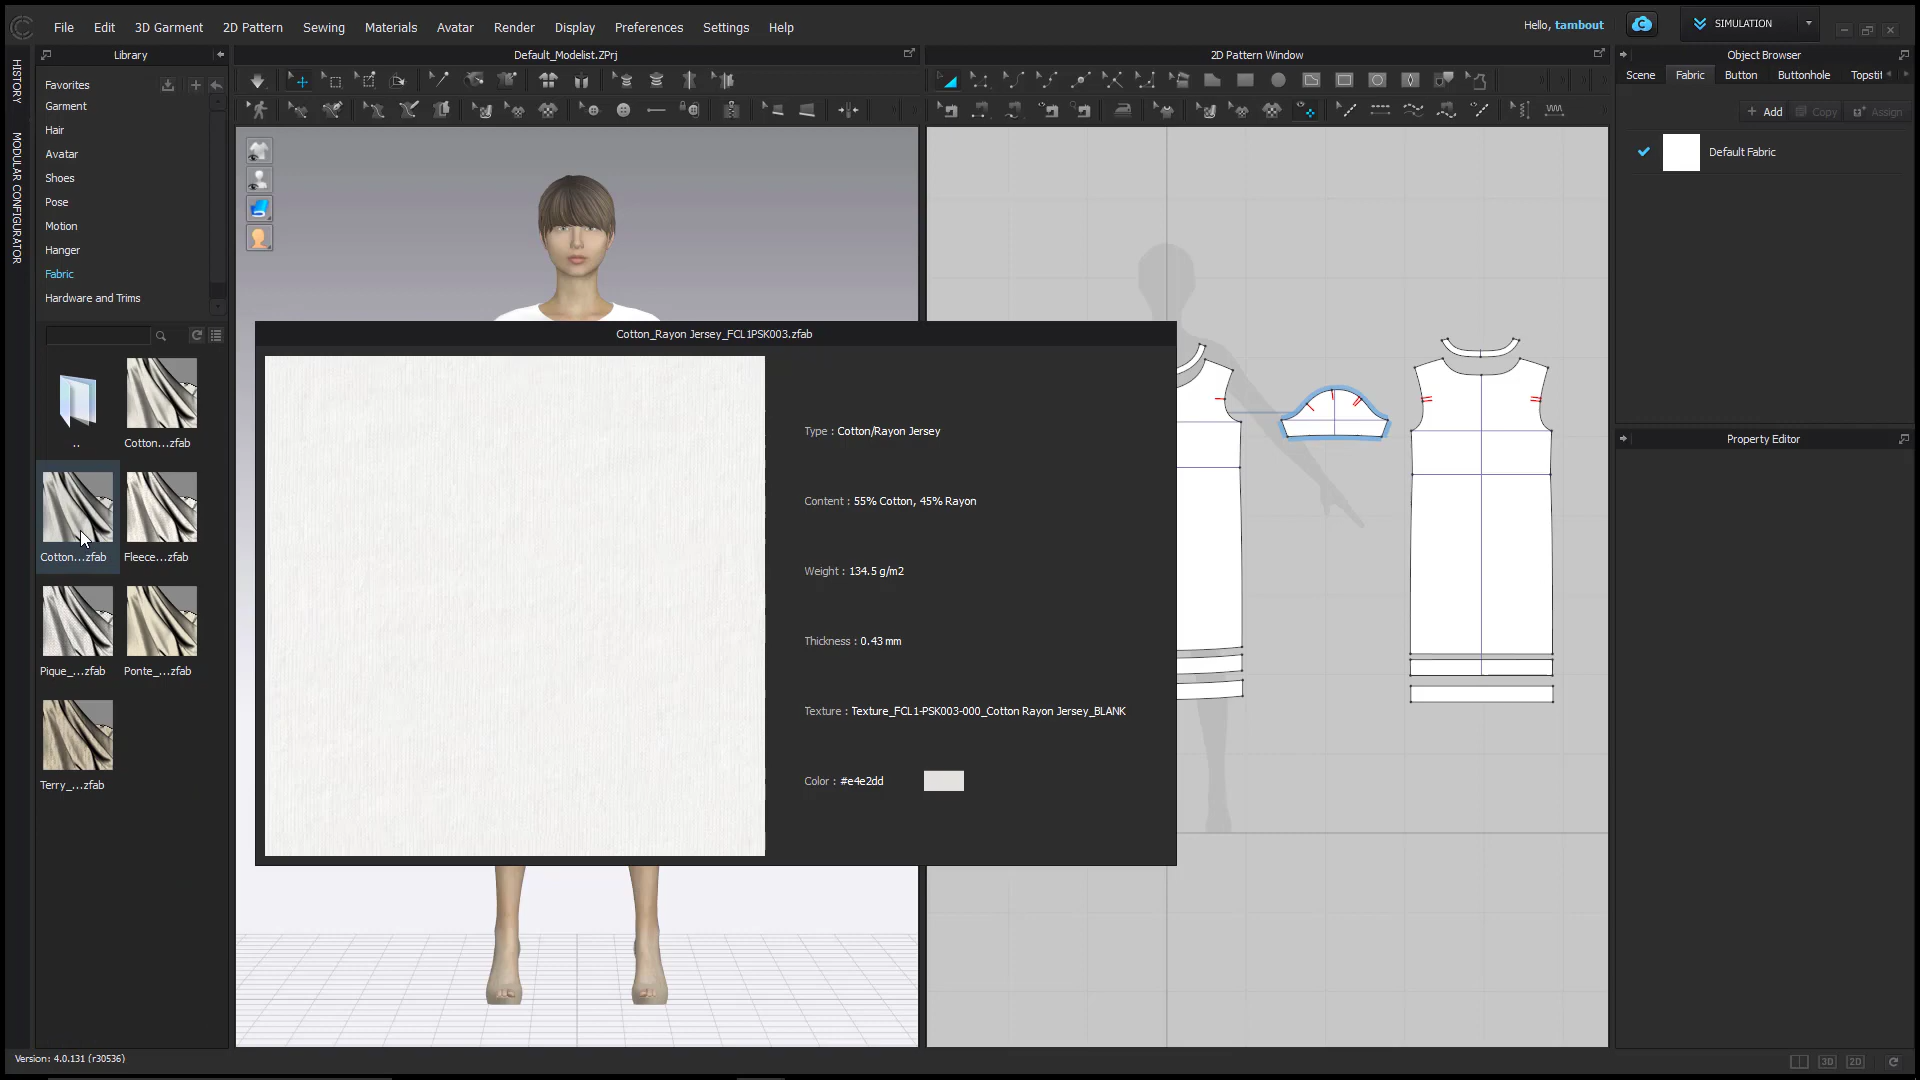 File Edit 3D Garment 2D Pattern Sewing Materials Avatar Render Display Preferences Settings Help
Hello, tambout
SIMULATION
HISTORY
MODULAR CONFIGURATOR
Library
Default_Modelist.ZPrj
2D Pattern Window
Object Browser
Scene Fabric Button Buttonhole Topstit
Add Copy Assign
Default Fabric
Property Editor
Favorites
Garment
Hair
Avatar
Shoes
Pose
Motion
Hanger
Fabric
Hardware and Trims
..
Cotton...zfab
Cotton...zfab
Fleece...zfab
Pique_...zfab
Ponte_...zfab
Terry_...zfab
Cotton_Rayon Jersey_FCL1PSK003.zfab
Type : Cotton/Rayon Jersey
Content : 55% Cotton, 45% Rayon
Weight : 134.5 g/m2
Thickness : 0.43 mm
Texture : Texture_FCL1-PSK003-000_Cotton Rayon Jersey_BLANK
Color : #e4e2dd
Version: 4.0.131 (r30536)
3D 2D